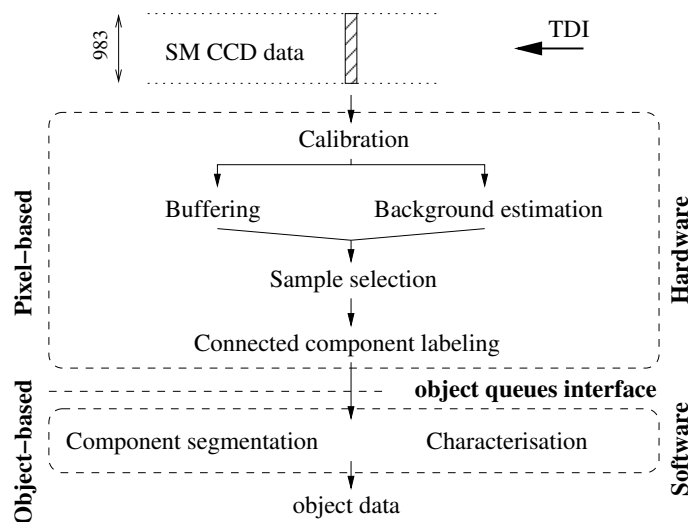 TDI
983
SM CCD data
Calibration
Buffering
Background estimation
Pixel−based
Hardware
Sample selection
Connected component labeling
object queues interface
Object−based
Software
Component segmentation
Characterisation
object data